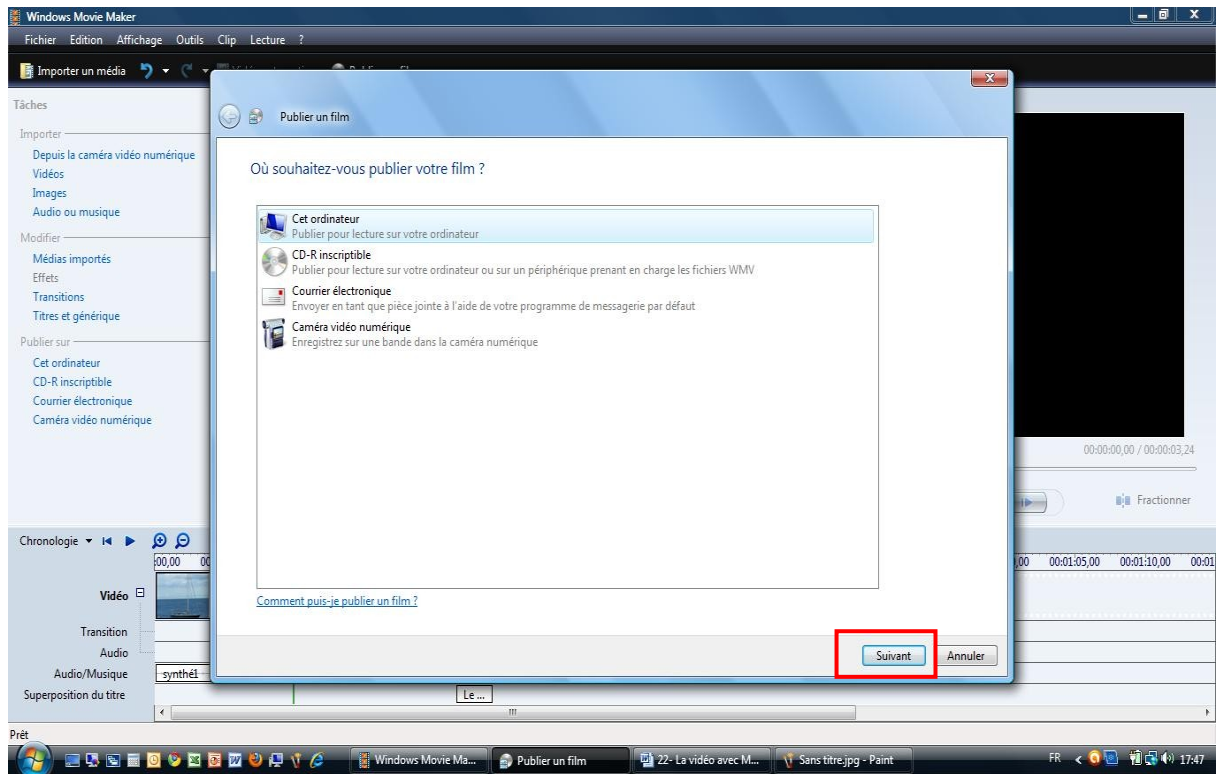 Windows Movie Maker
Fichier Edition Affichage Outils Clip Lecture ?
Importer un média
Tâches
Importer
Depuis la caméra vidéo numérique
Vidéos
Images
Audio ou musique
Modifier
Médias importés
Effets
Transitions
Titres et générique
Publier sur
Cet ordinateur
CD-R inscriptible
Courrier électronique
Caméra vidéo numérique
Publier un film
Où souhaitez-vous publier votre film ?
Cet ordinateur
Publier pour lecture sur votre ordinateur
CD-R inscriptible
Publier pour lecture sur votre ordinateur ou sur un périphérique prenant en charge les fichiers WMV
Courrier électronique
Envoyer en tant que pièce jointe à l'aide de votre programme de messagerie par défaut
Caméra vidéo numérique
Enregistrez sur une bande dans la caméra numérique
Comment puis-je publier un film ?
Suivant Annuler
00:00:00,00 / 00:00:03,24
Fractionner
Chronologie
:00,00 00 ,00 00:01:05,00 00:01:10,00 00:01
Vidéo
Transition
Audio
Audio/Musique synthé1
Superposition du titre Le ...
Prêt
Windows Movie Ma... Publier un film 22- La vidéo avec M... Sans titre.jpg - Paint FR 17:47